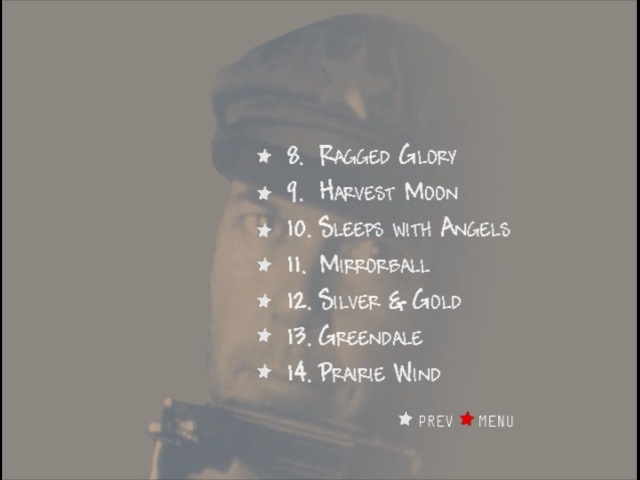 8. Ragged Glory
9. Harvest Moon
10. Sleeps with Angels
11. Mirrorball
12. Silver & Gold
13. Greendale
14. Prairie Wind
PREV MENU